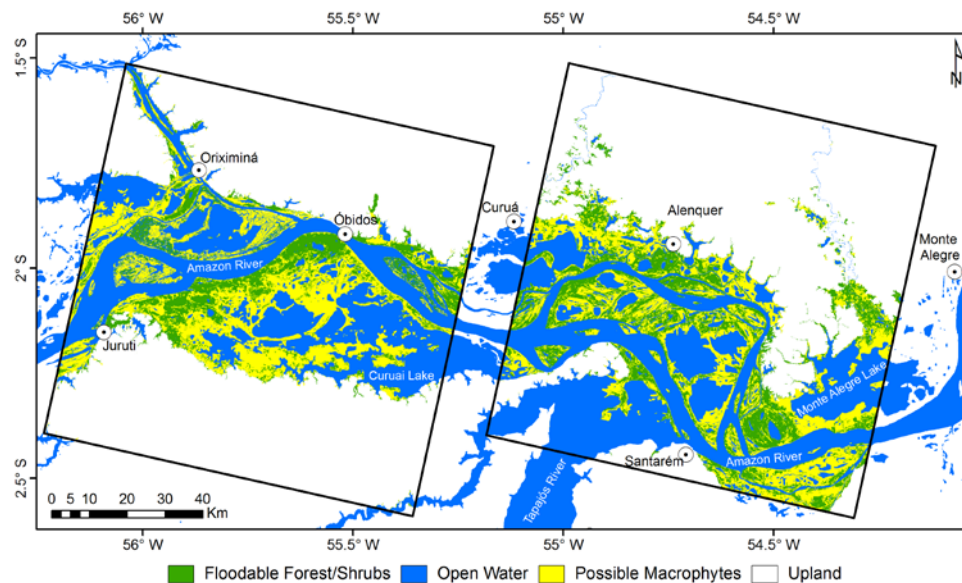 56° W 55.5° W 55° W 54.5° W
1.5° S
N
Oriximiná
Óbidos
Curuá
Alenquer
Monte
Alegre
2° S
Amazon River
Juruti
Curuai Lake
Monte Alegre Lake
Santarém
Amazon River
2.5° S
Tapajós River
0 5 10 20 30 40
Km
56° W 55.5° W 55° W 54.5° W
Floodable Forest/Shrubs Open Water Possible Macrophytes Upland